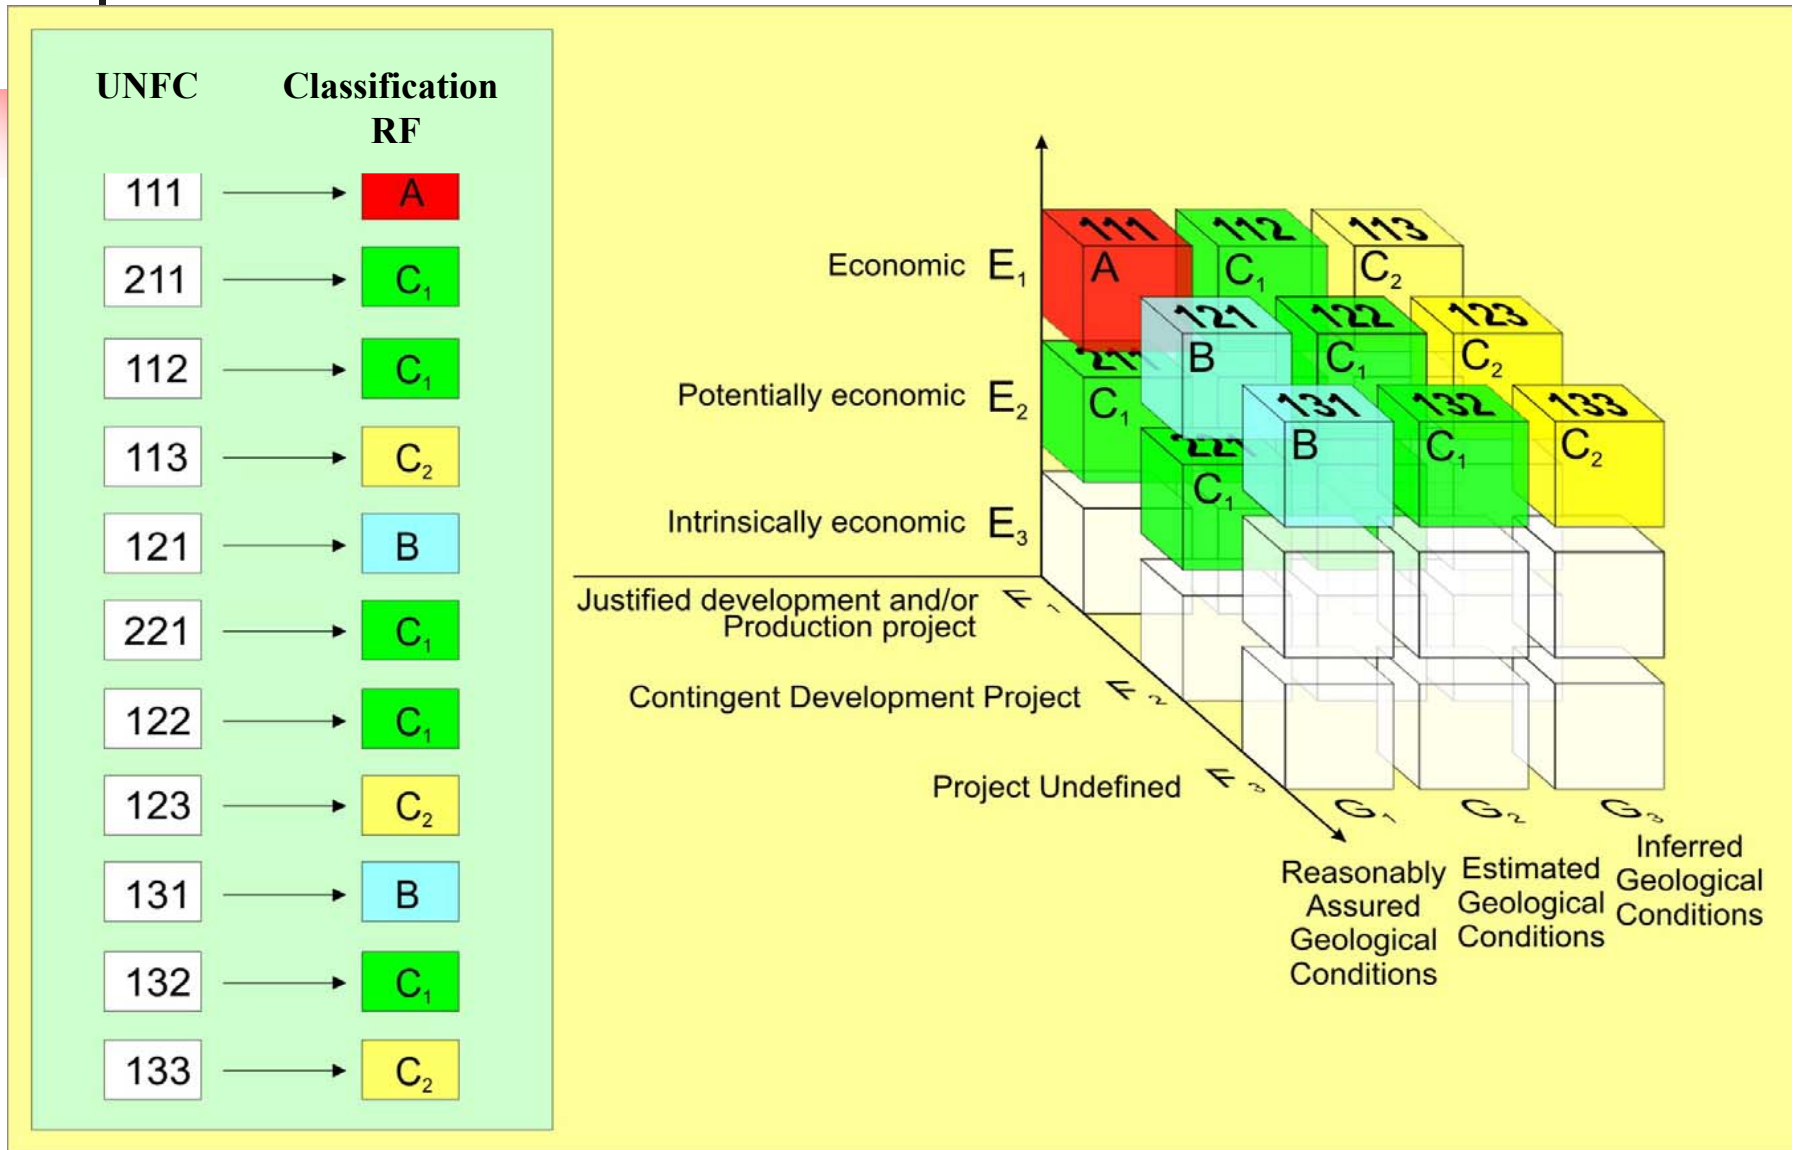 UNFC Classification
RF
111 A
211 C₁
112 C₁
113 C₂
121 B
221 C₁
122 C₁
123 C₂
131 B
132 C₁
133 C₂
Economic E₁
Potentially economic E₂
Intrinsically economic E₃
111 112 113
A C₁ C₂
121 122 123
B C₁ C₂
211
C₁
131 132 133
B C₁ C₂
221
C₁
Justified development and/or F₁
Production project
Contingent Development Project F₂
Project Undefined F₃
G₁ G₂ G₃
Reasonably
Assured
Geological
Conditions
Estimated
Geological
Conditions
Inferred
Geological
Conditions